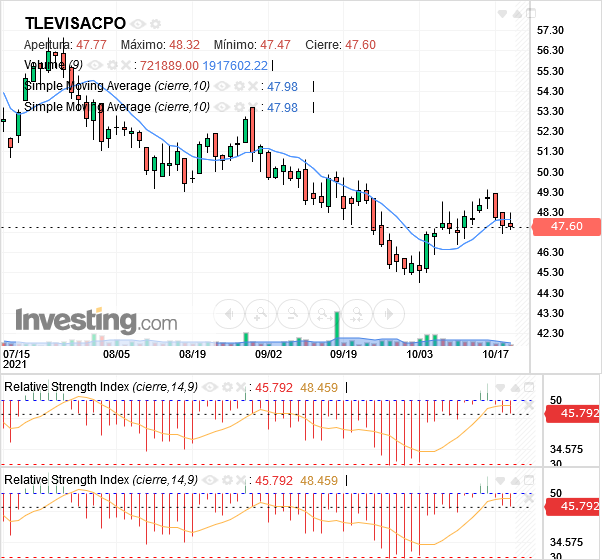 TLEVISACPO
Apertura: 47.77 Máximo: 48.32 Mínimo: 47.47 Cierre: 47.60
Volume (9) : 721889.00 1917602.22
Simple Moving Average (cierre,10) : 47.98
Simple Moving Average (cierre,10) : 47.98
57.30
56.30
55.30
54.30
53.30
52.30
51.30
50.30
49.30
48.30
47.60
46.30
45.30
44.30
43.30
42.30
Investing.com
07/15 08/05 08/19 09/02 09/19 10/03 10/17
2021
Relative Strength Index (cierre,14,9) : 45.792 48.459
50
45.792
34.575
30
Relative Strength Index (cierre,14,9) : 45.792 48.459
50
45.792
34.575
30